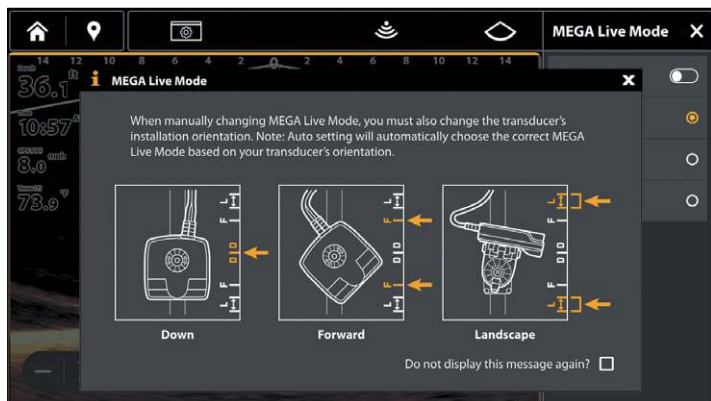 MEGA Live Mode X
14 12 10 8 6 4 2 0 2 4 6 8 10 12 14
36.1 ft
MEGA Live Mode X
10:57
When manually changing MEGA Live Mode, you must also change the transducer's
installation orientation. Note: Auto setting will automatically choose the correct MEGA
Live Mode based on your transducer's orientation.
8.0 mph
73.9 °F
L F D D F L
L F D D F L
L F D D F L
Down Forward Landscape
Do not display this message again?